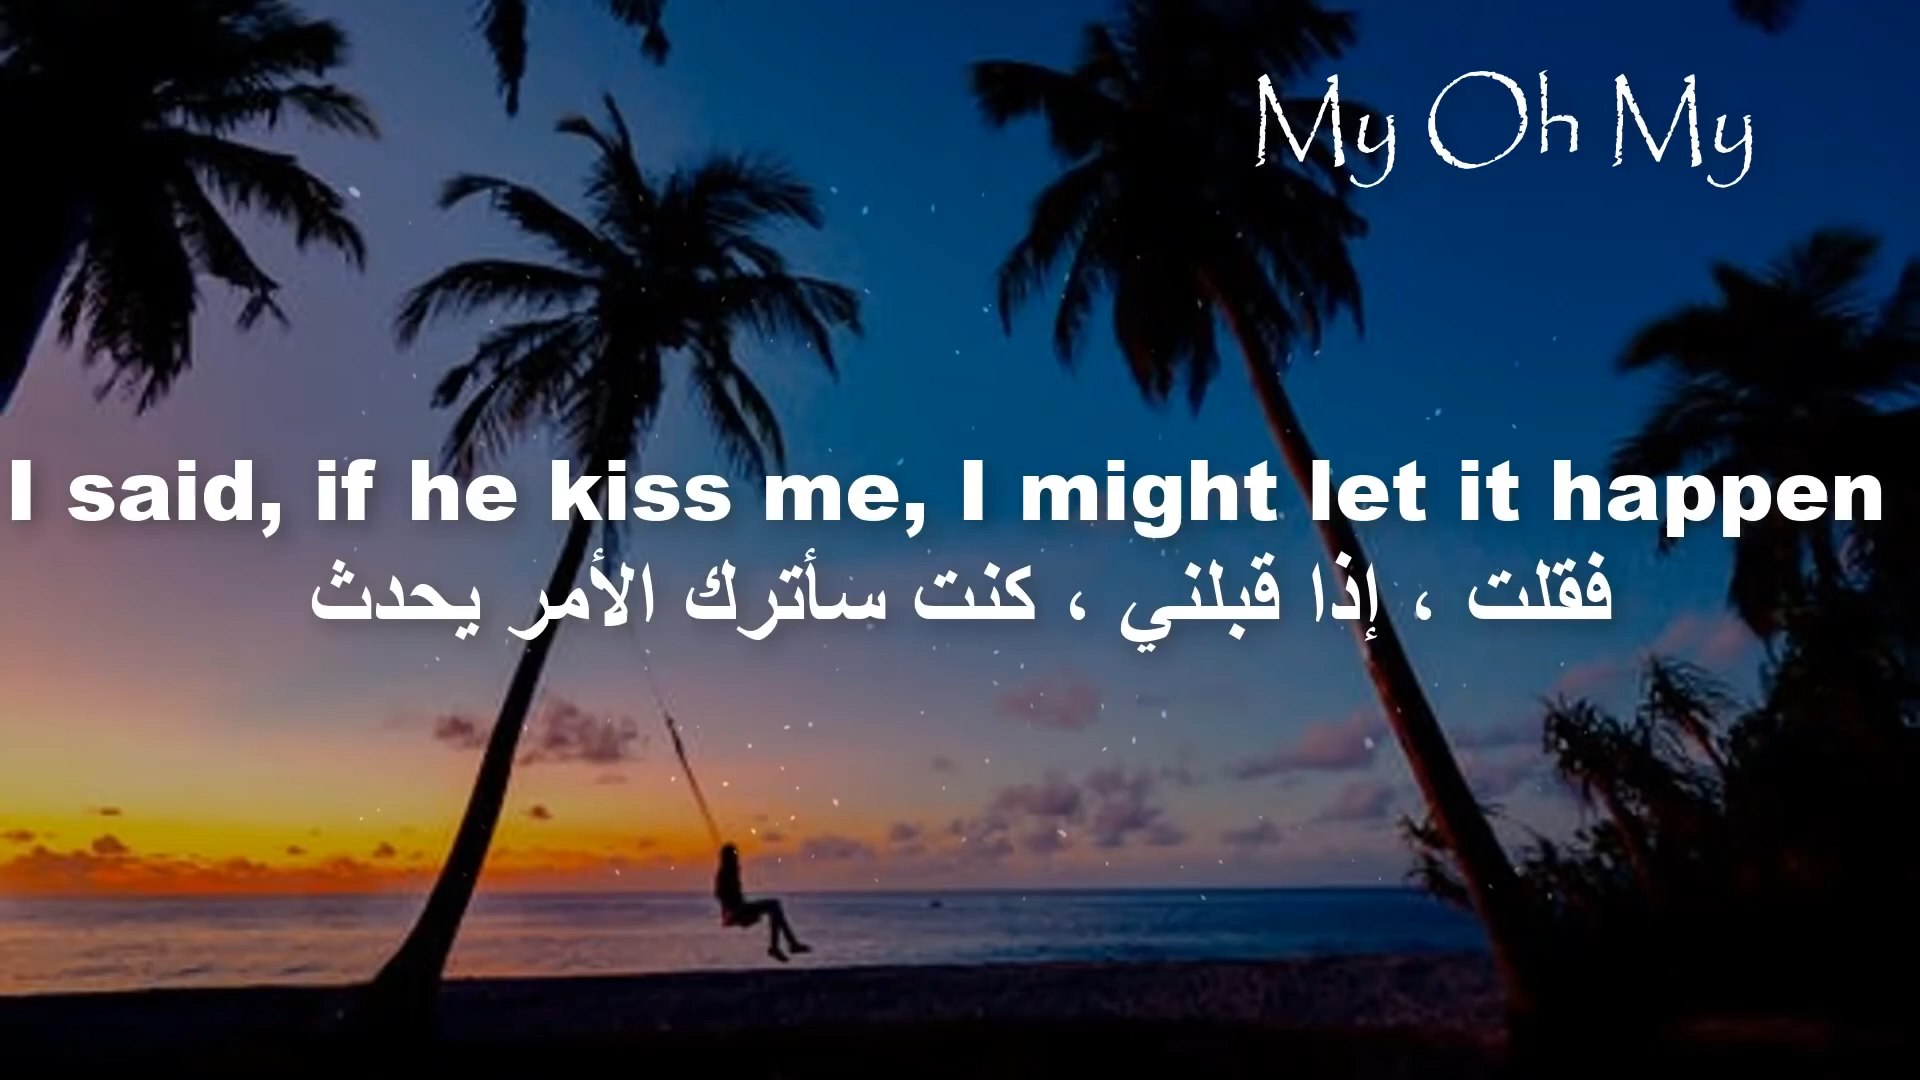 My Oh My
I said, if he kiss me, I might let it happen
فقلت ، إذا قبلني ، كنت سأترك الأمر يحدث